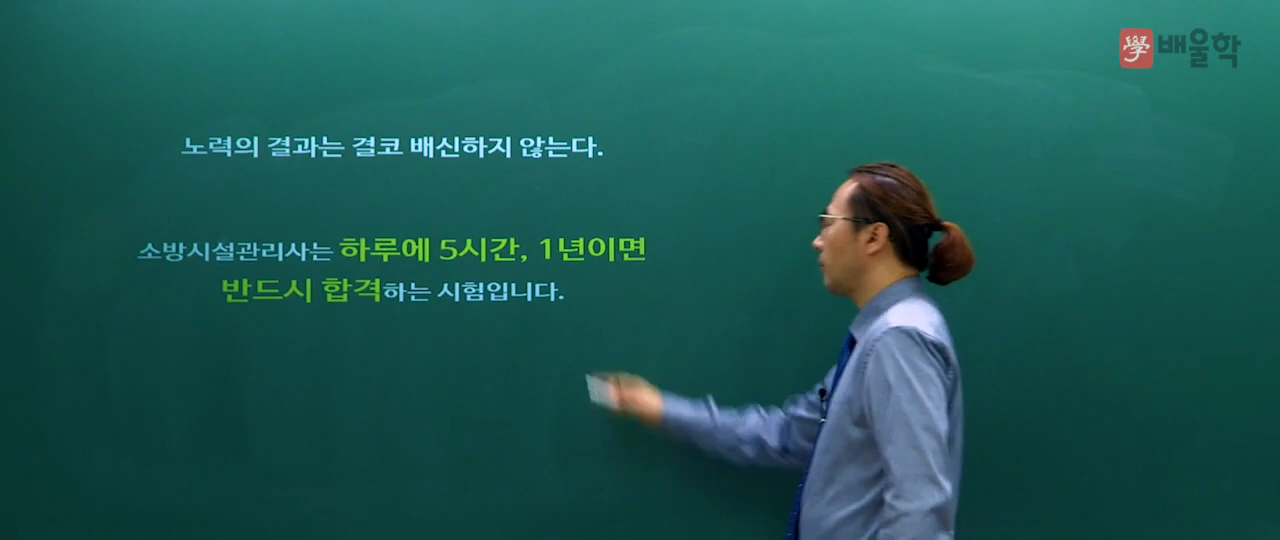 學 배울학
노력의 결과는 결코 배신하지 않는다.
소방시설관리사는 하루에 5시간, 1년이면
반드시 합격하는 시험입니다.